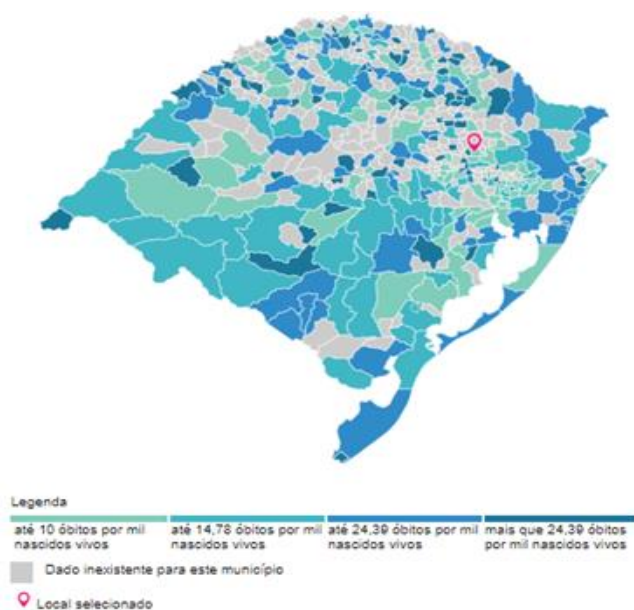 Legenda
até 10 óbitos por mil nascidos vivos
até 14,78 óbitos por mil nascidos vivos
até 24,39 óbitos por mil nascidos vivos
mais que 24,39 óbitos por mil nascidos vivos
Dado inexistente para este município
Local selecionado